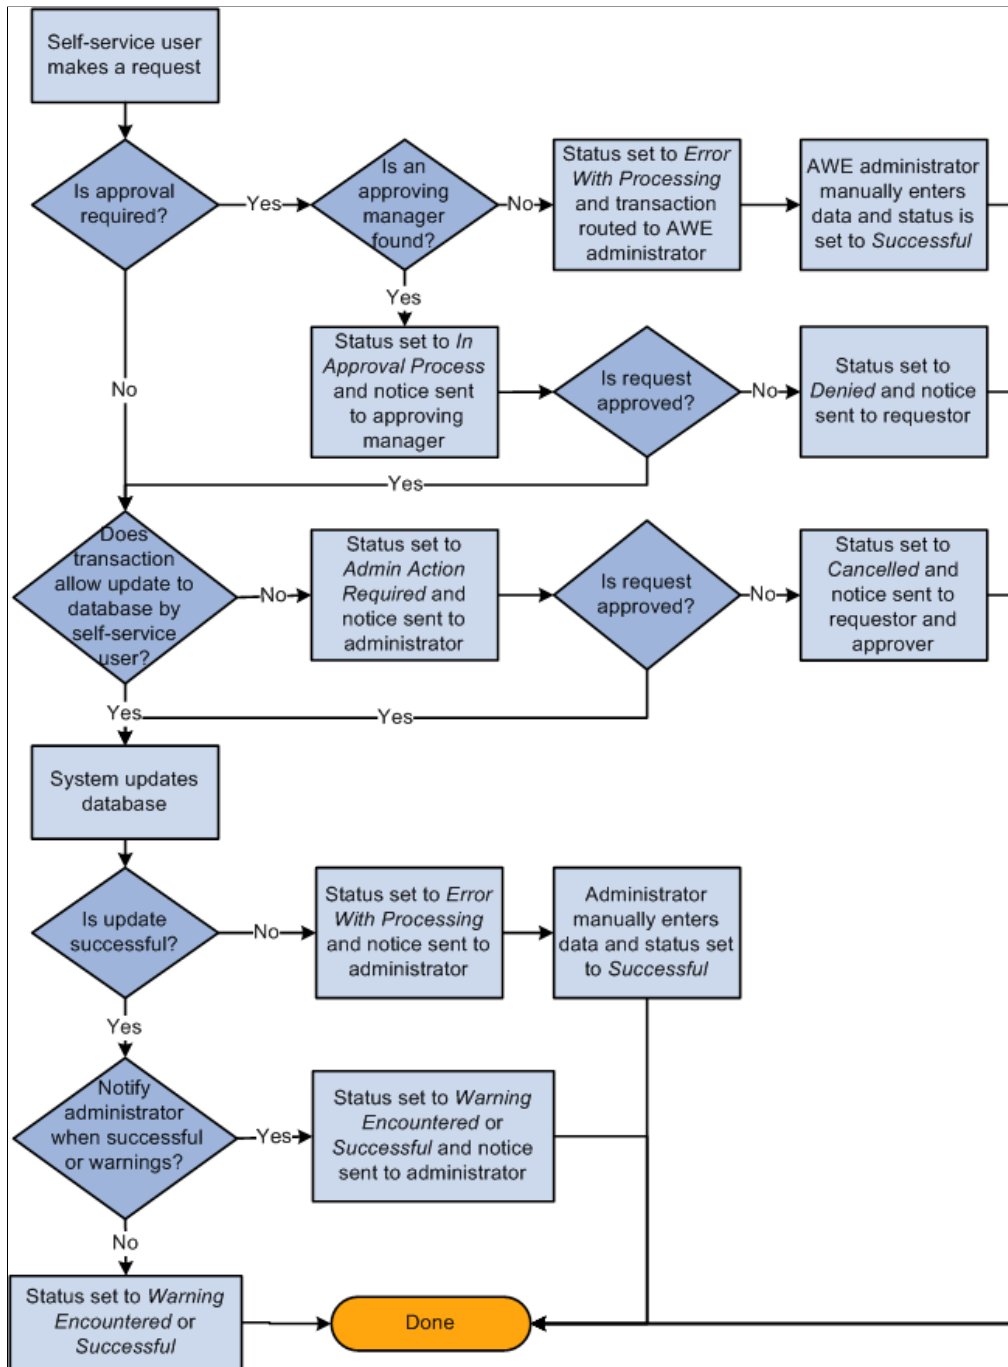 Self-service user
makes a request
Is approval
required?
Yes
Is an
approving
manager
found?
No
Status set to Error
With Processing
and transaction
routed to AWE
administrator
AWE administrator
manually enters
data and status is
set to Successful
Yes
No
Status set to In
Approval Process
and notice sent
to approving
manager
Is request
approved?
No
Status set to
Denied and notice
sent to requestor
Yes
Does
transaction
allow update to
database by
self-service
user?
No
Status set to
Admin Action
Required and
notice sent to
administrator
Is request
approved?
No
Status set to
Cancelled and
notice sent to
requestor and
approver
Yes
Yes
System updates
database
Is update
successful?
No
Status set to Error
With Processing
and notice sent to
administrator
Administrator
manually enters
data and status set
to Successful
Yes
Notify
administrator
when successful
or warnings?
Yes
Status set to Warning
Encountered or
Successful and notice
sent to administrator
No
Status set to Warning
Encountered or
Successful
Done